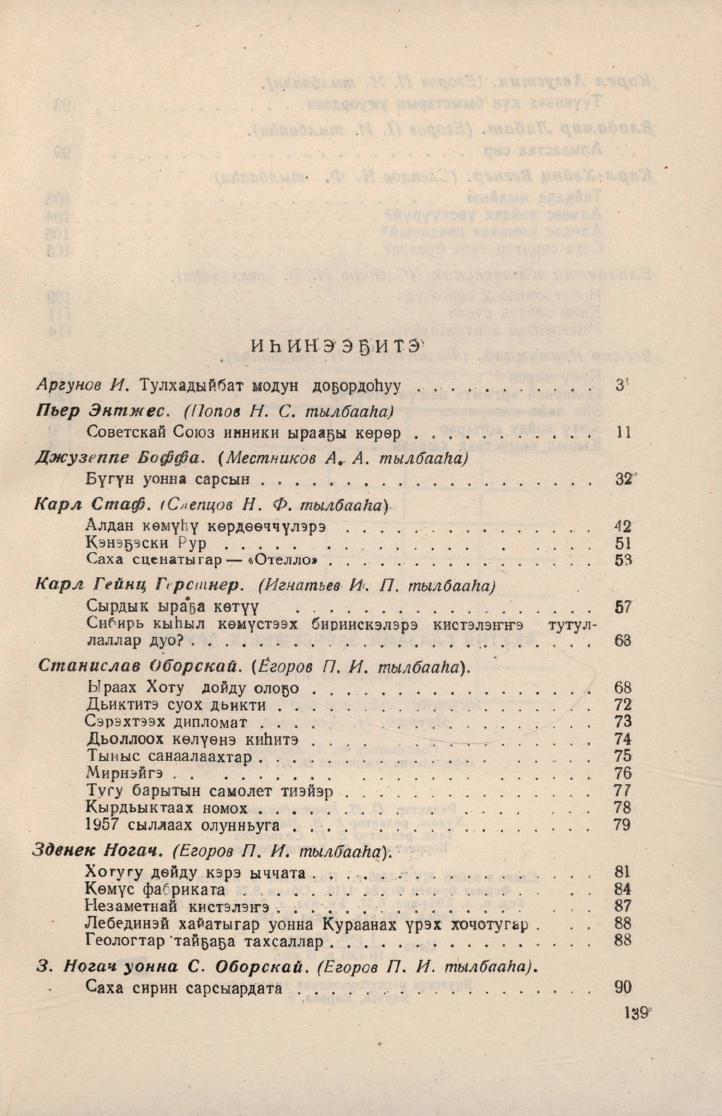 ИҺИНЭЭҔИТЭ
Аргунов И. Тулхадыйбат модун доҕордоһуу . . . . . . . . . . 3
Пьер Энтжес. (Попов Н. С. тылбааһа)
Советскай Союз инники ырааҕы көрөр . . . . . . . . . . 11
Джузеппе Боффа. (Местников А. А. тылбааһа)
Бүгүн уонна сарсын . . . . . . . . . . 32
Карл Стаф. (Слепцов Н. Ф. тылбааһа)
Алдан көмүһү көрдөөччүлэрэ . . . . . . . . . . 42
Кэнэҕэски Рур . . . . . . . . . . 51
Саха сценатыгар — «Отелло» . . . . . . . . . . 53
Карл Гейнц Герстнер. (Игнатьев И. П. тылбааһа)
Сырдык ыраҕа көтүү . . . . . . . . . . 57
Сибирь кыһыл көмүстээх бириискэлэрэ кистэлэҥҥэ тутул-
лаллар дуо? . . . . . . . . . . 63
Станислав Оборскай. (Егоров П. И. тылбааһа).
Ыраах Хоту дойду олоҕо . . . . . . . . . . 68
Дьиктитэ суох дьикти . . . . . . . . . . 72
Сэрэхтээх дипломат . . . . . . . . . . 73
Дьоллоох көлүөнэ киһитэ . . . . . . . . . . 74
Тыныс санаалаахтар . . . . . . . . . . 75
Мирнэйгэ . . . . . . . . . . 76
Тугу барытын самолет тиэйэр . . . . . . . . . . 77
Кырдьыктаах номох . . . . . . . . . . 78
1957 сыллаах олунньуга . . . . . . . . . . 79
Зденек Ногач. (Егоров П. И. тылбааһа).
Хотугу дойду кэрэ ыччата . . . . . . . . . . 81
Көмүс фабриката . . . . . . . . . . 84
Незаметнай кистэлэҥэ . . . . . . . . . . 87
Лебединэй хайатыгар уонна Кураанах үрэх хочотугар . . . . 88
Геологтар тайҕаҕа тахсаллар . . . . . . . . . . 88
З. Ногач уонна С. Оборскай. (Егоров П. И. тылбааһа).
Саха сирин сарсыардата . . . . . . . . . . 90
139